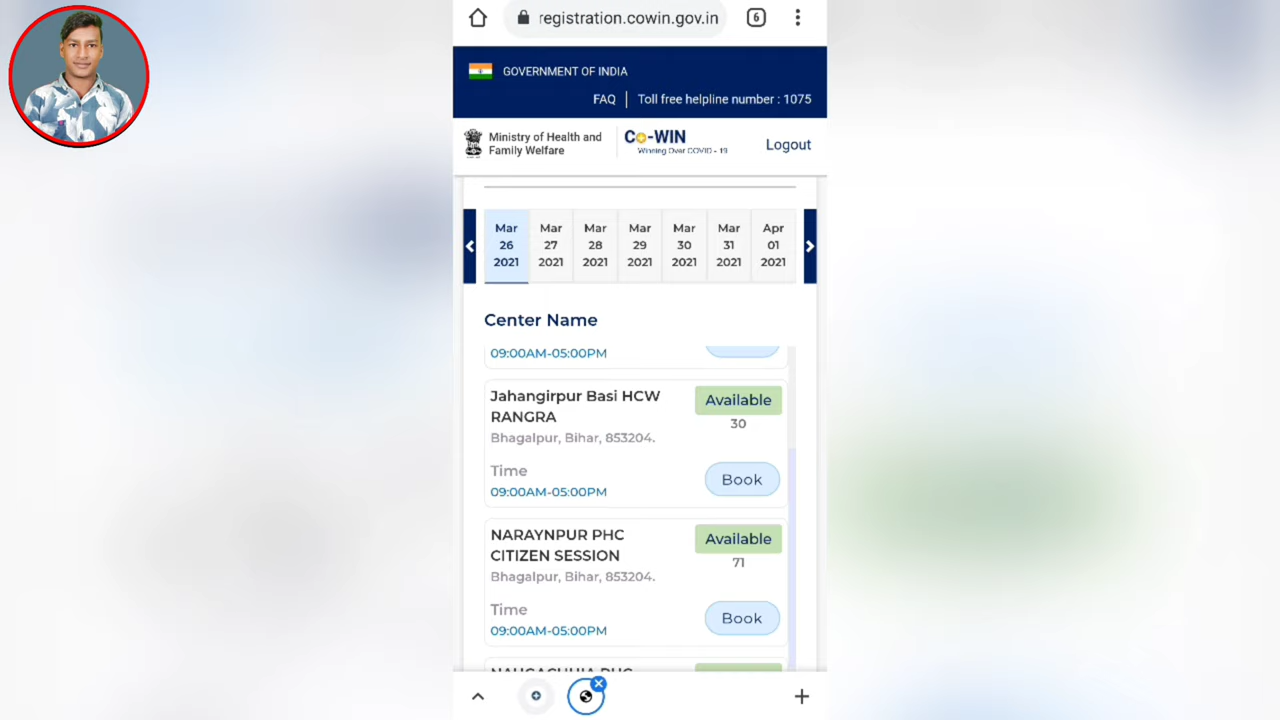 registration.cowin.gov.in
6
GOVERNMENT OF INDIA
FAQ | Toll free helpline number : 1075
Ministry of Health and
Family Welfare
Co-WIN
Winning Over COVID - 19
Logout
Mar 26 2021
Mar 27 2021
Mar 28 2021
Mar 29 2021
Mar 30 2021
Mar 31 2021
Apr 01 2021
Center Name
09:00AM-05:00PM
Jahangirpur Basi HCW
RANGRA
Available
30
Bhagalpur, Bihar, 853204.
Time
09:00AM-05:00PM
Book
NARAYNPUR PHC
CITIZEN SESSION
Available
71
Bhagalpur, Bihar, 853204.
Time
09:00AM-05:00PM
Book